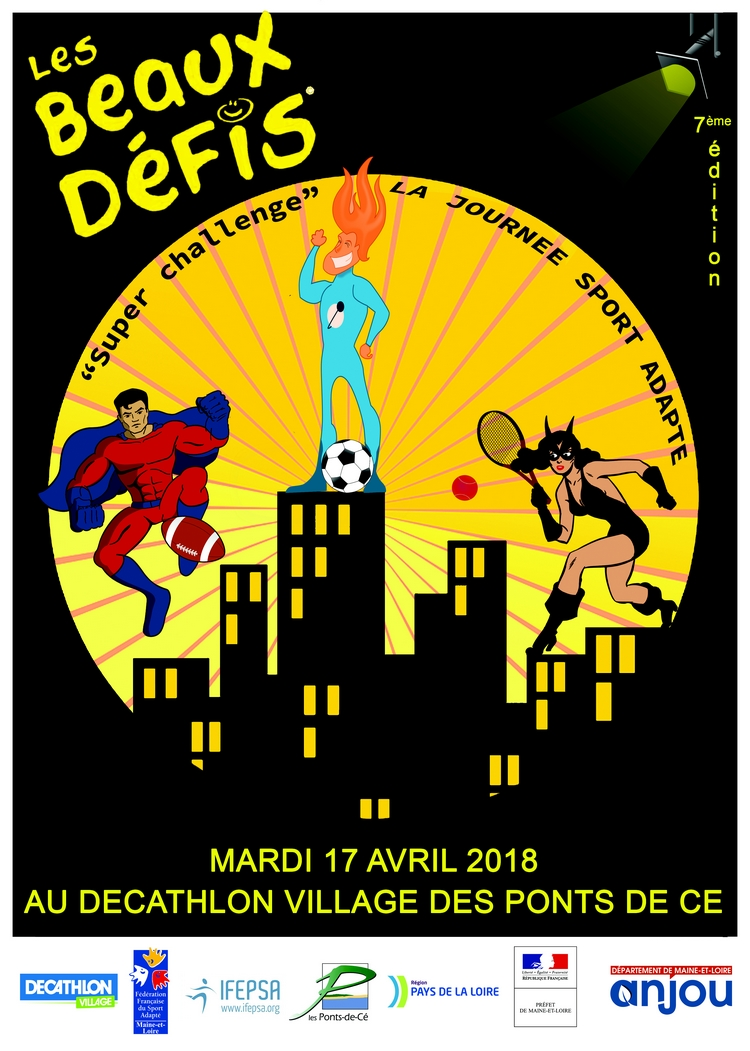 Les
Beaux
Défis
7ème
édition
"Super challenge"
LA JOURNEE SPORT ADAPTE
MARDI 17 AVRIL 2018
AU DECATHLON VILLAGE DES PONTS DE CE
DECATHLON
VILLAGE
Fédération
Française
du Sport
Adapté
Maine-et-
Loire
IFEPSA
www.ifepsa.org
les Ponts-de-Cé
Région
PAYS DE LA LOIRE
Liberté • Égalité • Fraternité
RÉPUBLIQUE FRANÇAISE
PRÉFET
DE MAINE-ET-LOIRE
DÉPARTEMENT DE MAINE-ET-LOIRE
anjou